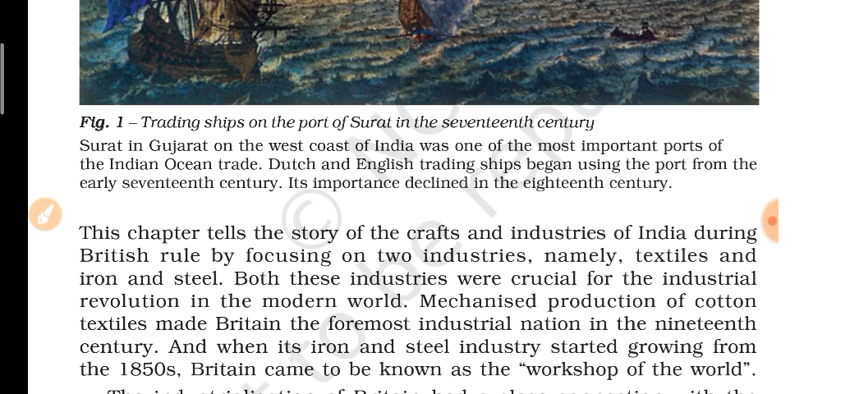 Fig. 1 – Trading ships on the port of Surat in the seventeenth century
Surat in Gujarat on the west coast of India was one of the most important ports of
the Indian Ocean trade. Dutch and English trading ships began using the port from the
early seventeenth century. Its importance declined in the eighteenth century.
This chapter tells the story of the crafts and industries of India during
British rule by focusing on two industries, namely, textiles and
iron and steel. Both these industries were crucial for the industrial
revolution in the modern world. Mechanised production of cotton
textiles made Britain the foremost industrial nation in the nineteenth
century. And when its iron and steel industry started growing from
the 1850s, Britain came to be known as the “workshop of the world”.